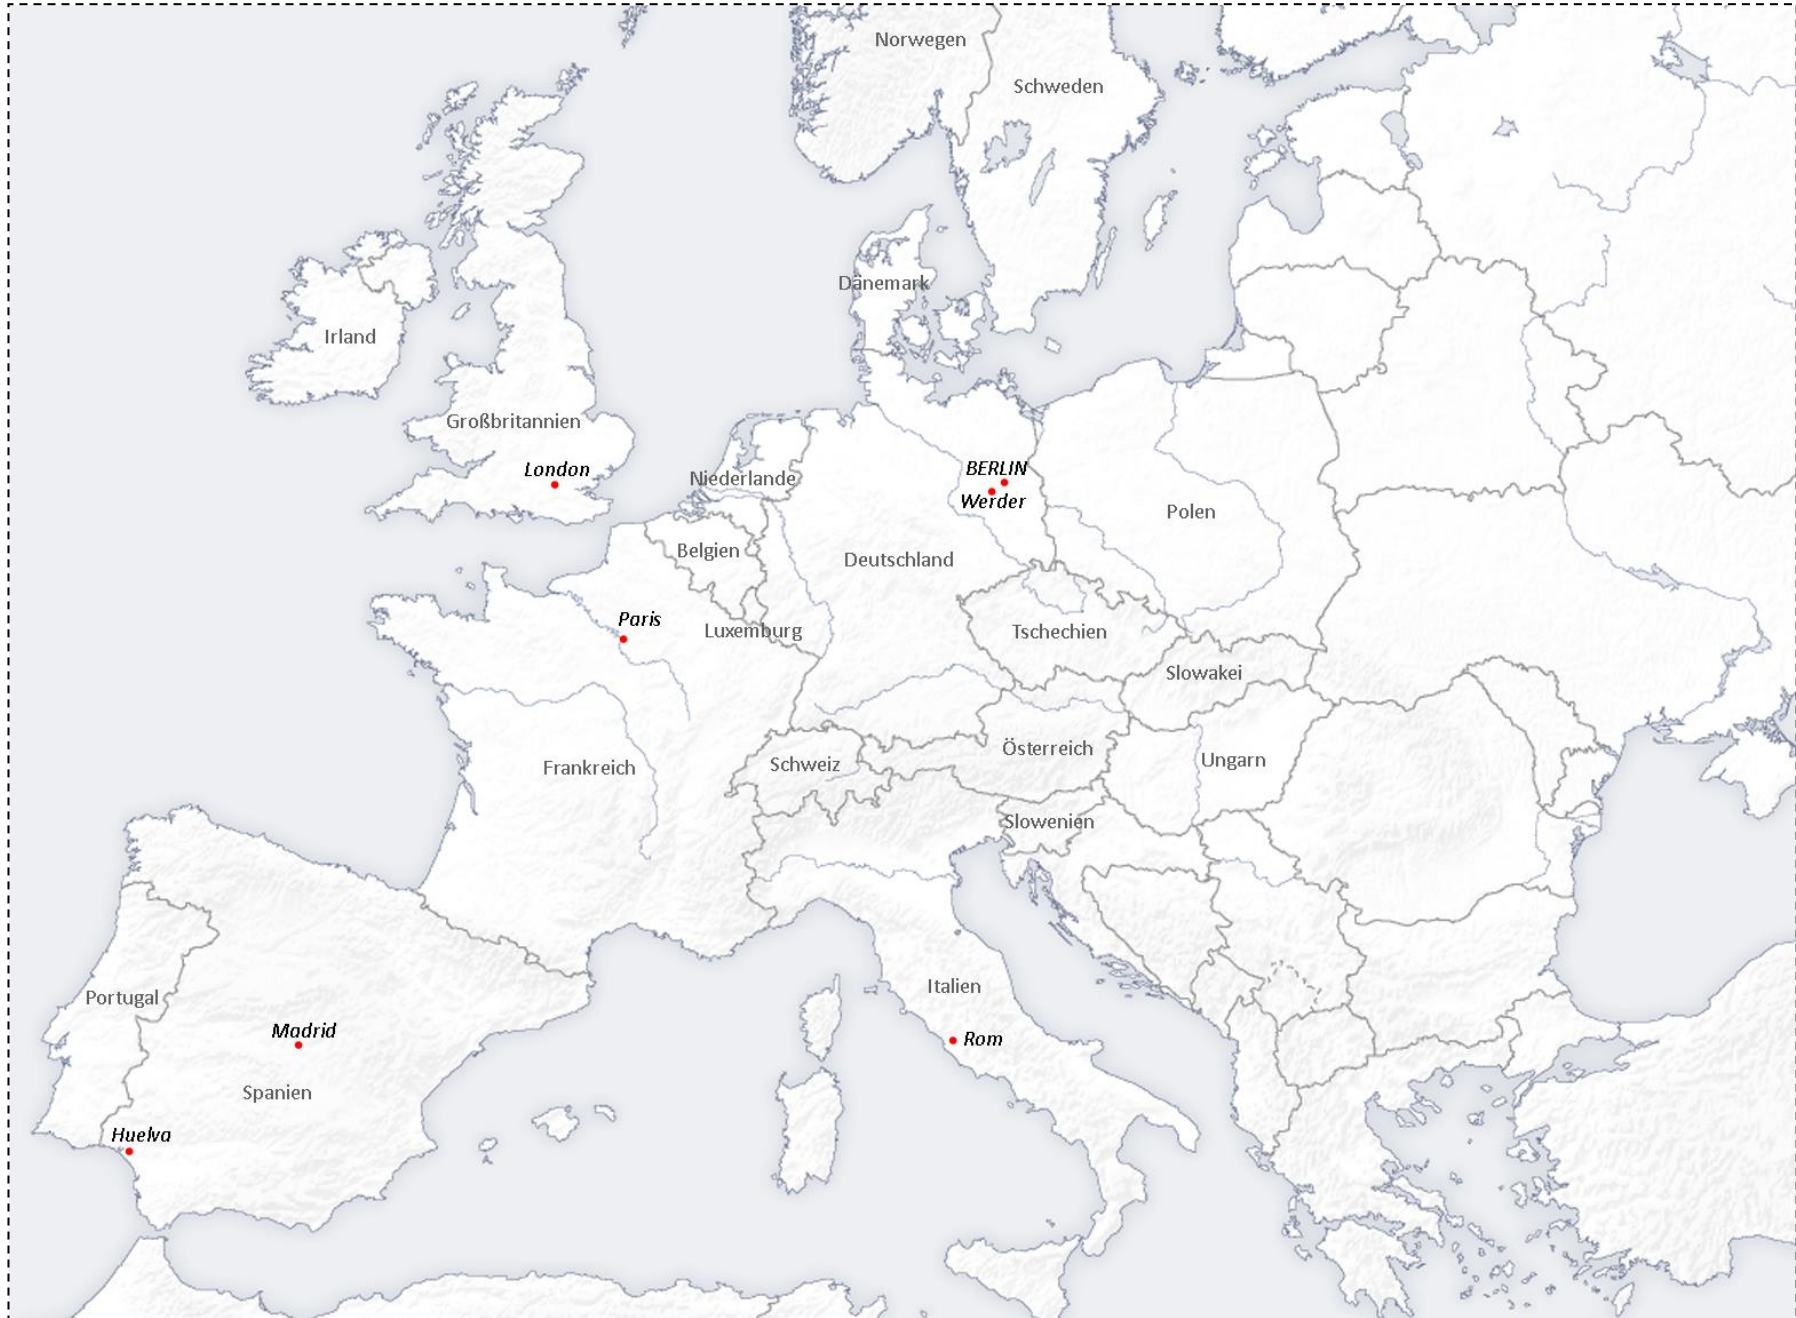 Norwegen
Schweden
Dänemark
Irland
Großbritannien
London
Niederlande
BERLIN
Werder
Polen
Belgien
Deutschland
Paris
Luxemburg
Tschechien
Slowakei
Österreich
Ungarn
Schweiz
Frankreich
Slowenien
Italien
Portugal
Madrid
Rom
Spanien
Huelva